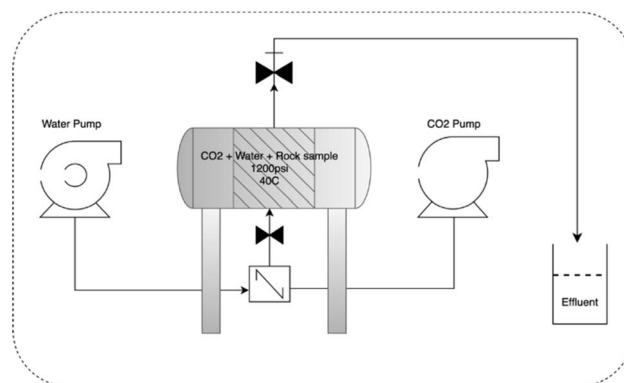 Water Pump
CO2 Pump
CO2 + Water + Rock sample
1200psi
40C
Effluent